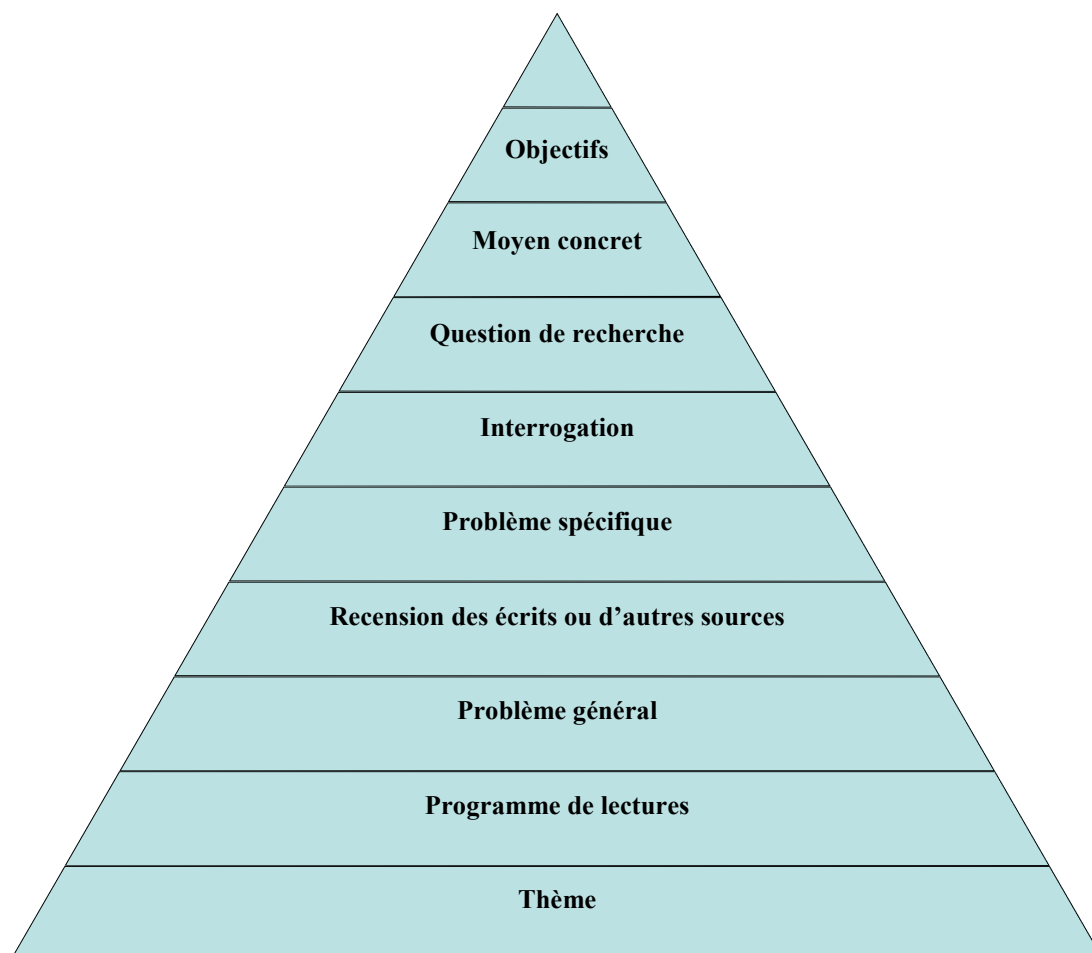 Objectifs
Moyen concret
Question de recherche
Interrogation
Problème spécifique
Recension des écrits ou d’autres sources
Problème général
Programme de lectures
Thème